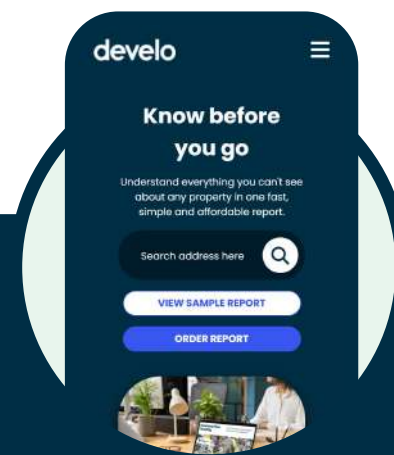 develo
Know before
you go
Understand everything you can't see
about any property in one fast,
simple and affordable report.
Search address here
VIEW SAMPLE REPORT
ORDER REPORT